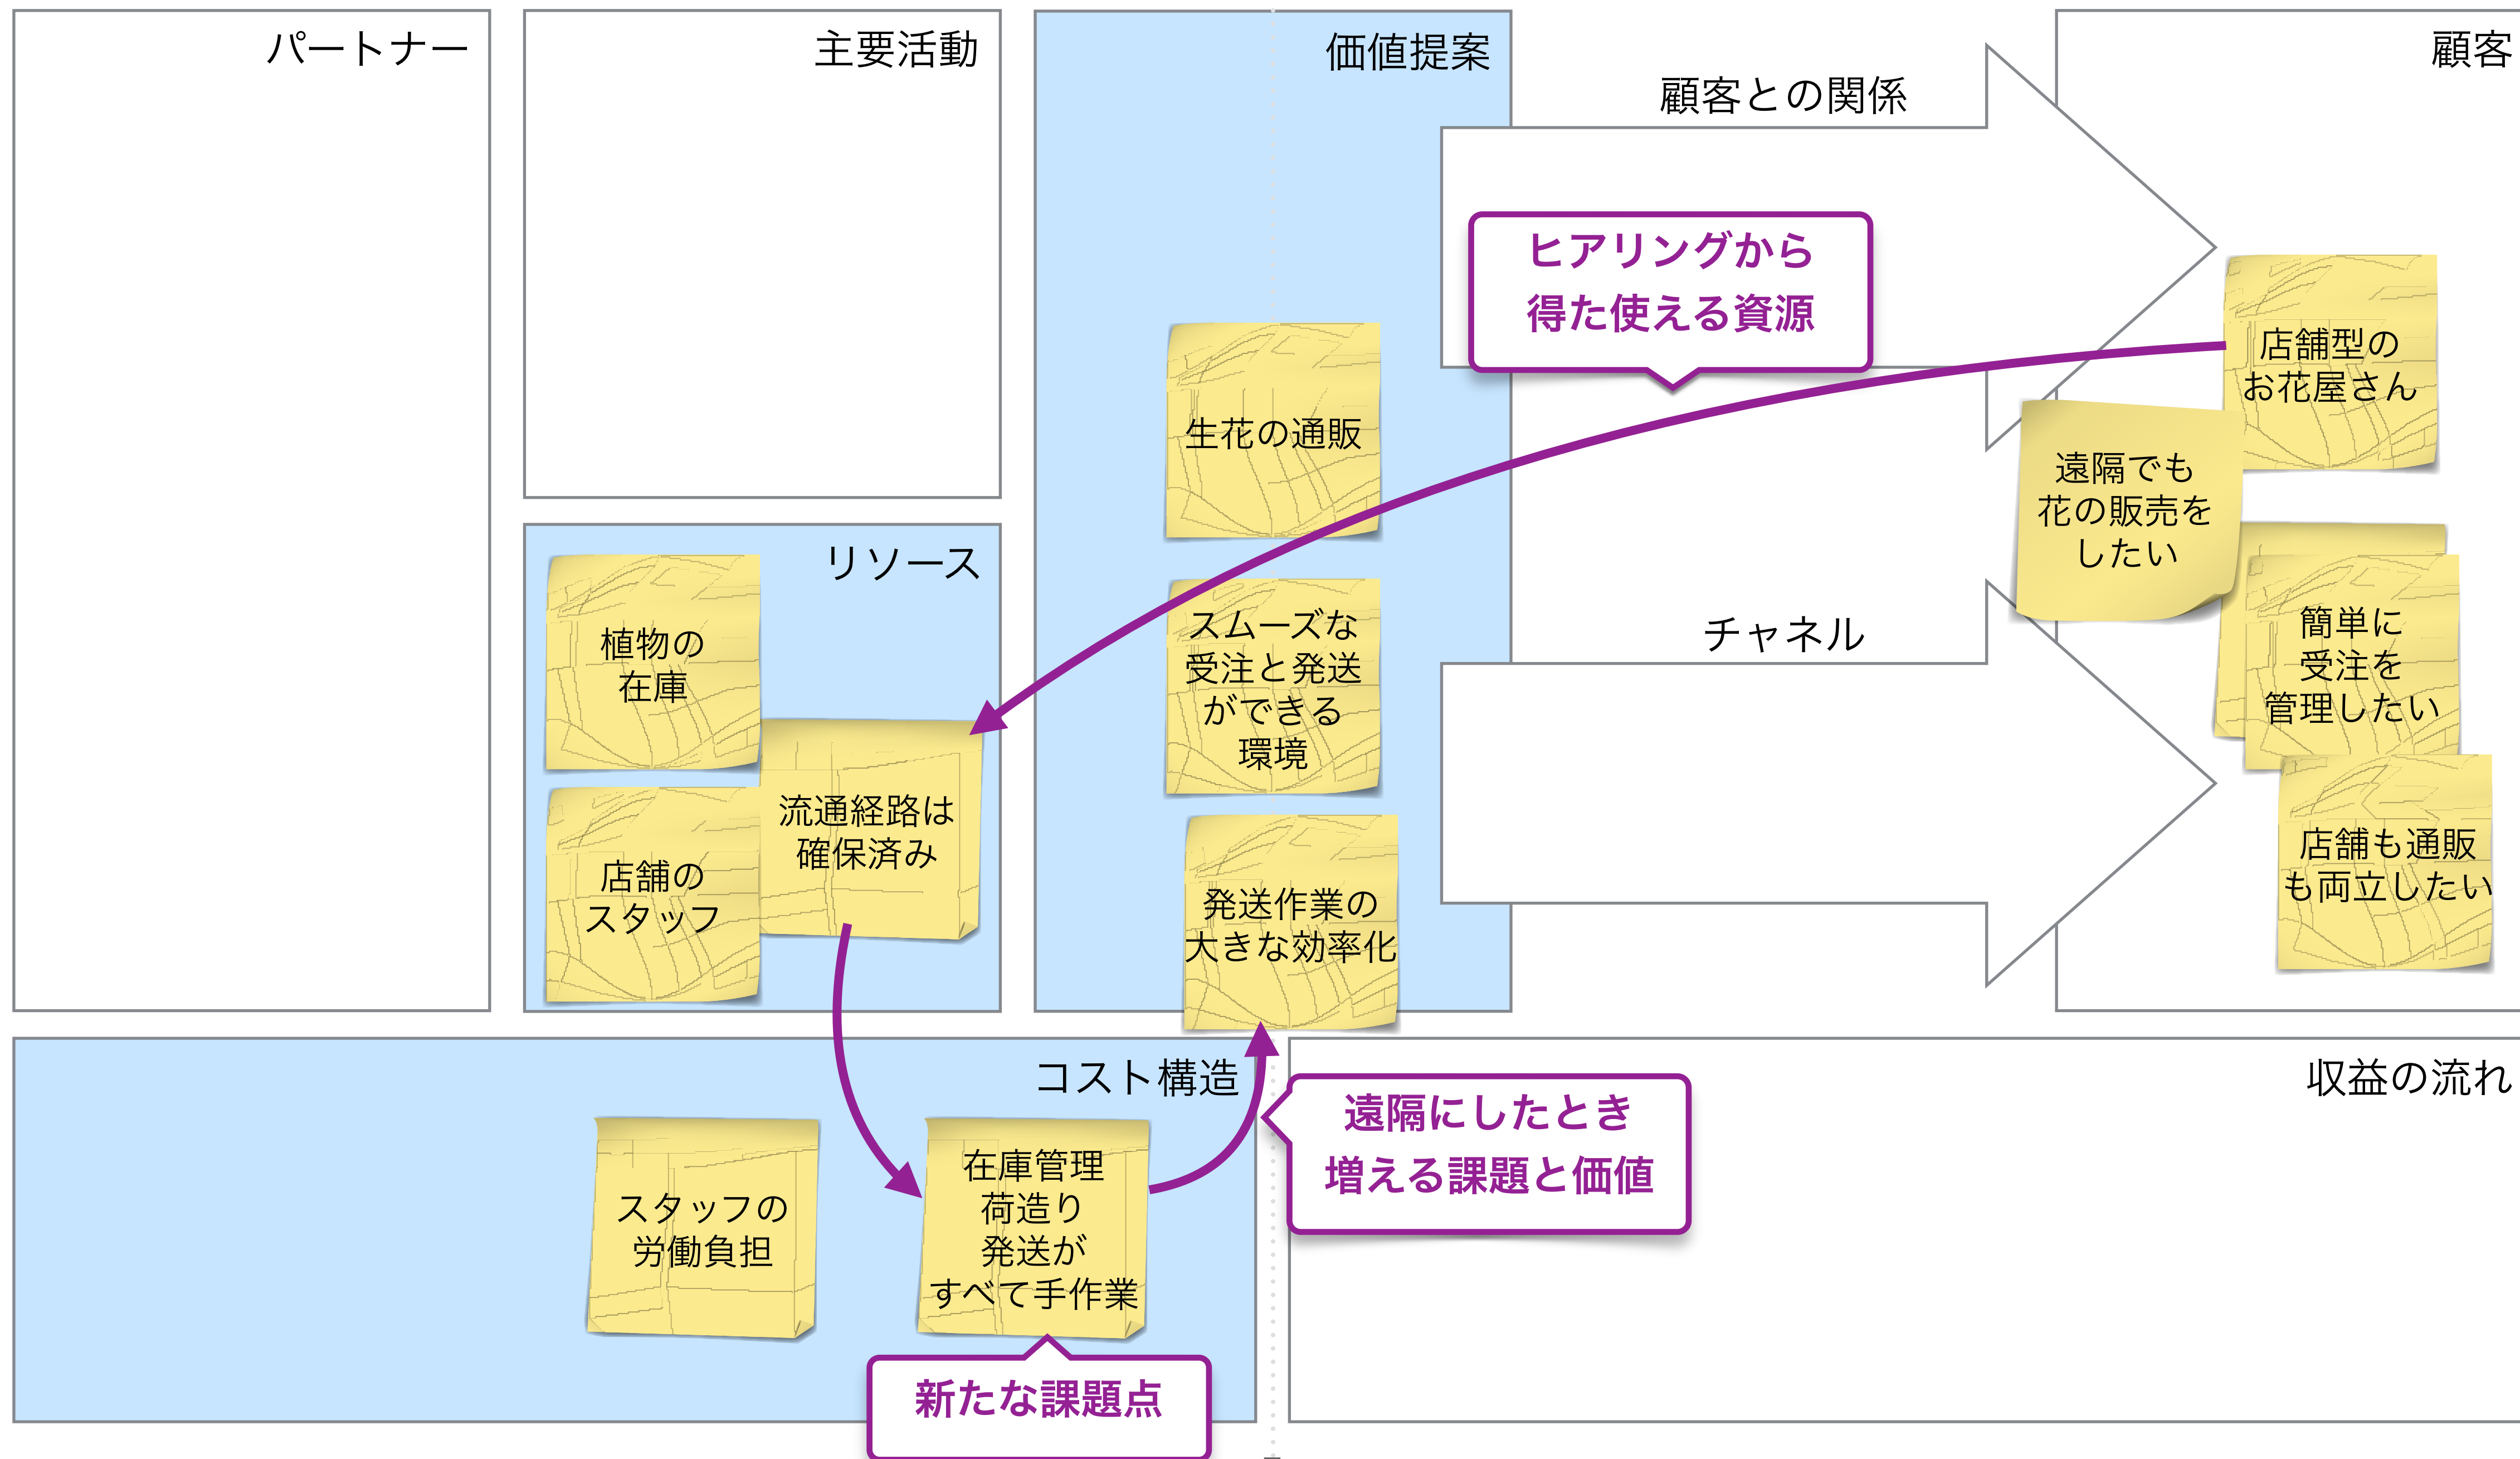 パートナー
主要活動
価値提案
顧客との関係
顧客
ヒアリングから
得た使える資源
店舗型の
お花屋さん
生花の通販
遠隔でも
花の販売を
したい
リソース
植物の
在庫
スムーズな
受注と発送
ができる
環境
チャネル
簡単に
受注を
管理したい
流通経路は
確保済み
店舗の
スタッフ
発送作業の
大きな効率化
店舗も通販
も両立したい
コスト構造
収益の流れ
遠隔にしたとき
増える課題と価値
スタッフの
労働負担
在庫管理
荷造り
発送が
すべて手作業
新たな課題点